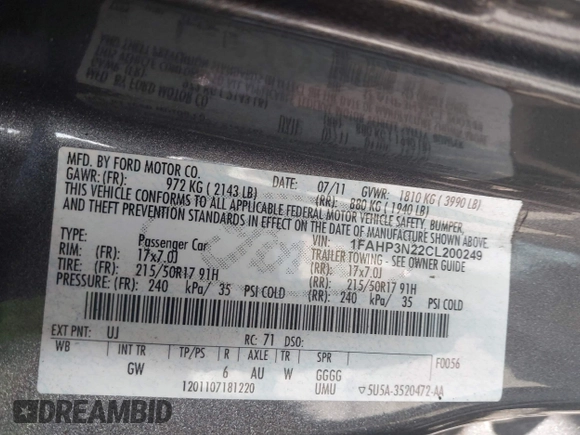 MFD. BY FORD MOTOR CO.
DATE: 07/11 GVWR: 1810 KG ( 3990 LB)
GAWR: (FR): 972 KG ( 2143 LB) (RR): 880 KG ( 1940 LB)
THIS VEHICLE CONFORMS TO ALL APPLICABLE FEDERAL MOTOR VEHICLE SAFETY, BUMPER,
AND THEFT PREVENTION STANDARDS IN EFFECT ON THE DATE OF MANUFACTURE SHOWN ABOVE.
VIN: 1FAHP3N22CL200249
TYPE: Passenger Car TRAILER TOWING - SEE OWNER GUIDE
RIM: (FR): 17x7.0J (RR): 17x7.0J
TIRE: (FR): 215/50R17 91H (RR): 215/50R17 91H
PRESSURE: (FR): 240 kPa/ 35 PSI COLD (RR): 240 kPa/ 35 PSI COLD
EXT PNT: UJ RC: 71 DSO: F0056
WB INT TR TP/PS R AXLE TR SPR
GW 6 AU W GGGG
1201107181220 UMU ▽5U5A-3520472-AA
DREAMBID